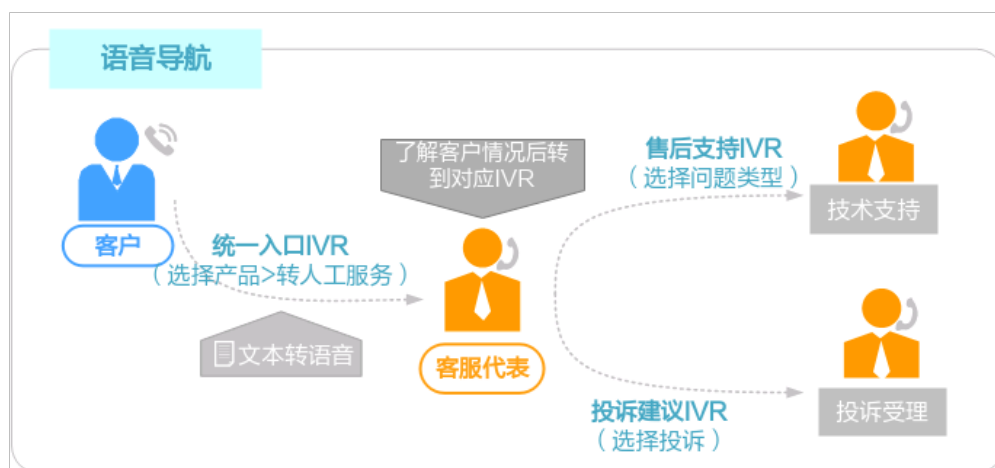 语音导航
了解客户情况后转
到对应IVR
售后支持IVR
（选择问题类型）
技术支持
客户
统一入口IVR
（选择产品>转人工服务）
文本转语音
客服代表
投诉建议IVR
（选择投诉）
投诉受理